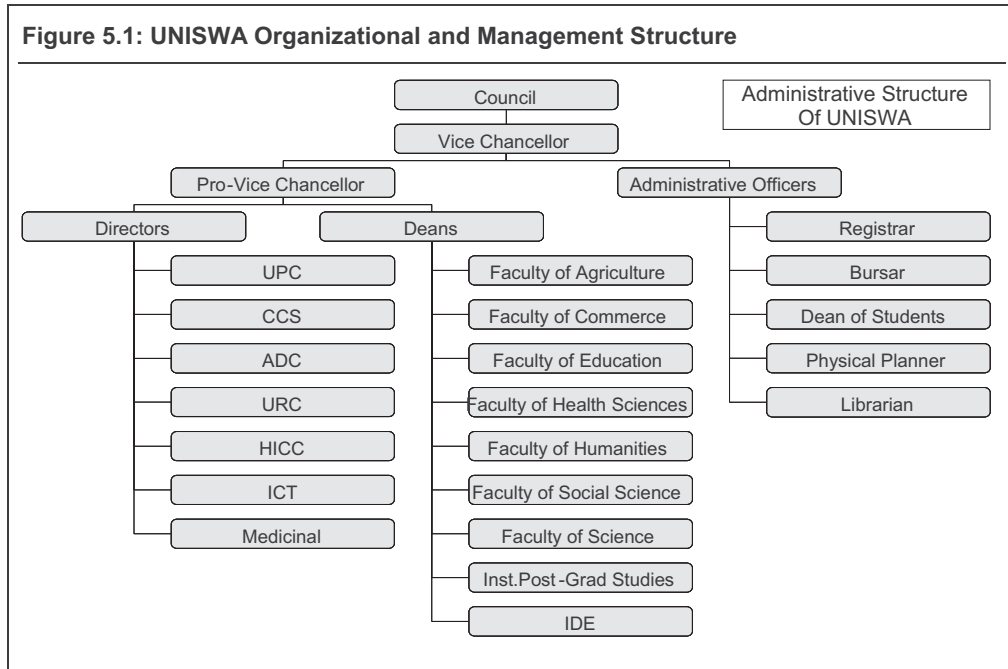 Figure 5.1: UNISWA Organizational and Management Structure
Administrative Structure
Of UNISWA
Council
Vice Chancellor
Pro-Vice Chancellor
Administrative Officers
Directors
Deans
UPC
CCS
ADC
URC
HICC
ICT
Medicinal
Faculty of Agriculture
Faculty of Commerce
Faculty of Education
Faculty of Health Sciences
Faculty of Humanities
Faculty of Social Science
Faculty of Science
Inst.Post-Grad Studies
IDE
Registrar
Bursar
Dean of Students
Physical Planner
Librarian